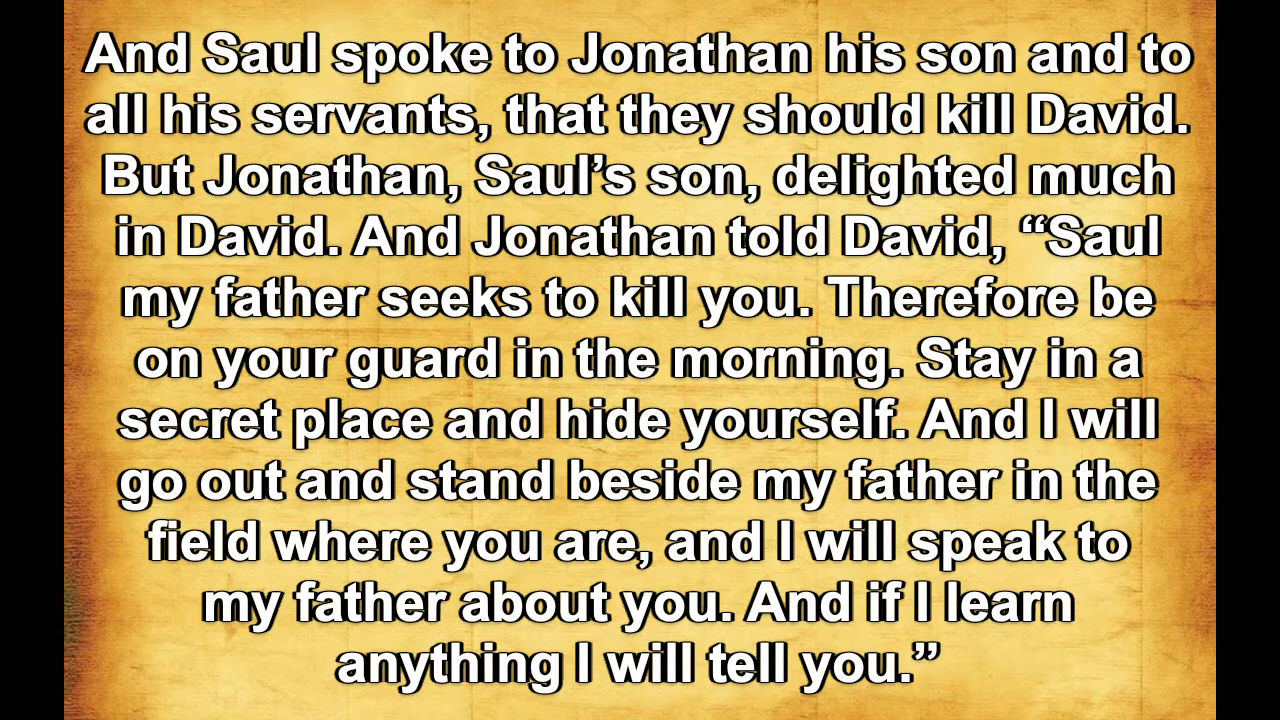 And Saul spoke to Jonathan his son and to
all his servants, that they should kill David.
But Jonathan, Saul’s son, delighted much
in David. And Jonathan told David, “Saul
my father seeks to kill you. Therefore be
on your guard in the morning. Stay in a
secret place and hide yourself. And I will
go out and stand beside my father in the
field where you are, and I will speak to
my father about you. And if I learn
anything I will tell you.”